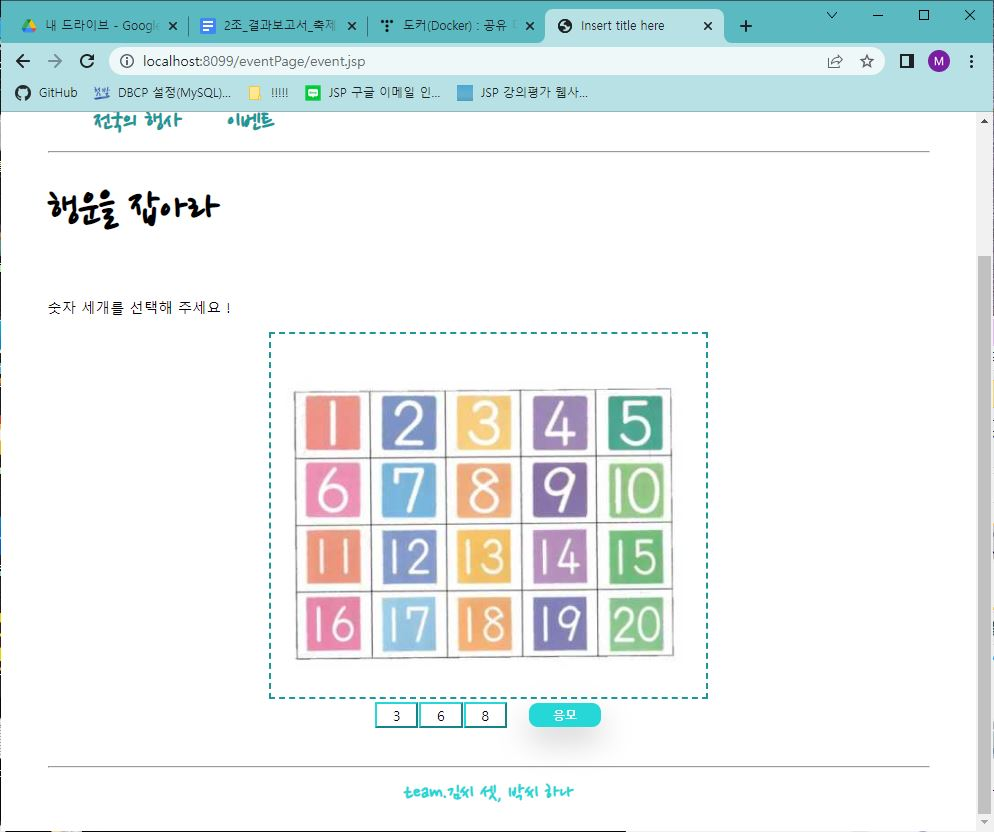 내 드라이브 - Google
2조_결과보고서_축제
도커(Docker) : 공유
Insert title here
localhost:8099/eventPage/event.jsp
M
GitHub
DBCP 설정(MySQL)...
!!!!!
JSP 구글 이메일 인...
JSP 강의평가 웹사...
전국의 행사 이벤트
행운을 잡아라
숫자 세개를 선택해 주세요 !
1 2 3 4 5
6 7 8 9 10
11 12 13 14 15
16 17 18 19 20
3 6 8 응모
team.김씨 셋, 박씨 하나